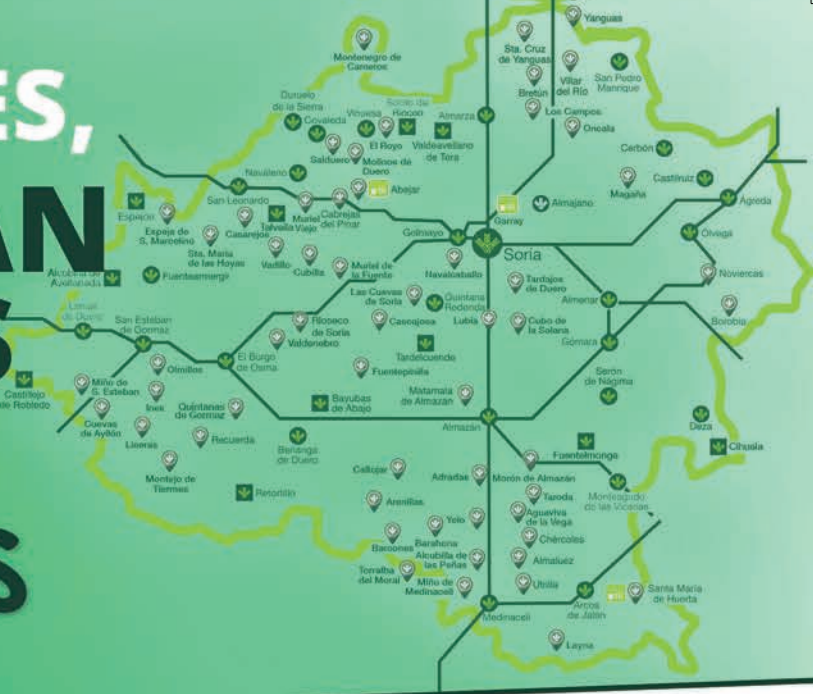 ES,
AN
S
S
Yanguas
Montenegro de
Cameros
Sta. Cruz
de Yanguas
Bretún
Villar
del Río
San Pedro
Manrique
Los Campos
Oncala
Duruelo
de la Sierra
Covaleda
Vinuesa
Sotillo del
Rincón
El Royo
Almarza
Valdeavellano
de Tera
Salduero
Molinos de
Duero
Cerbón
Castilruiz
Magaña
Ágreda
Navaleno
San Leonardo
Abejar
Espejón
Espeja de
S. Marcelino
Casarejos
Talveila
Muriel
Viejo
Cabrejas
del Pinar
Golmayo
Garray
Almajano
Soria
Ólvega
Sta. María
de las Hoyas
Vadillo
Cubilla
Muriel de
la Fuente
Navalcaballo
Noviercas
Alcubilla de
Avellaneda
Fuentearmegil
Las Cuevas
de Soria
Quintana
Redonda
Tardajos
de Duero
Almenar
Borobia
Langa
de Duero
San Esteban
de Gormaz
Rioseco
de Soria
Cascajosa
Lubia
Cubo de
la Solana
Valdenebro
Tardelcuende
Gómara
Olmillos
El Burgo
de Osma
Fuentepinilla
Serón
de Nágima
Castillejo
de Robledo
Miño de
S. Esteban
Ines
Quintanas
de Gormaz
Bayubas
de Abajo
Matamala
de Almazán
Cuevas
de Ayllón
Liceras
Recuerda
Berlanga
de Duero
Almazán
Deza
Cihuela
Montejo de
Tiermes
Retortillo
Caltojar
Adradas
Morón de Almazán
Fuentelmonge
Monteagudo
de las Vicarías
Arenillas
Taroda
Yelo
Aguaviva
de la Vega
Baraona
Barcones
Chércoles
Alcubilla de
las Peñas
Almaluez
Torralba
del Moral
Miño de
Medinaceli
Utrilla
Medinaceli
Arcos
de Jalón
Santa María
de Huerta
Layna